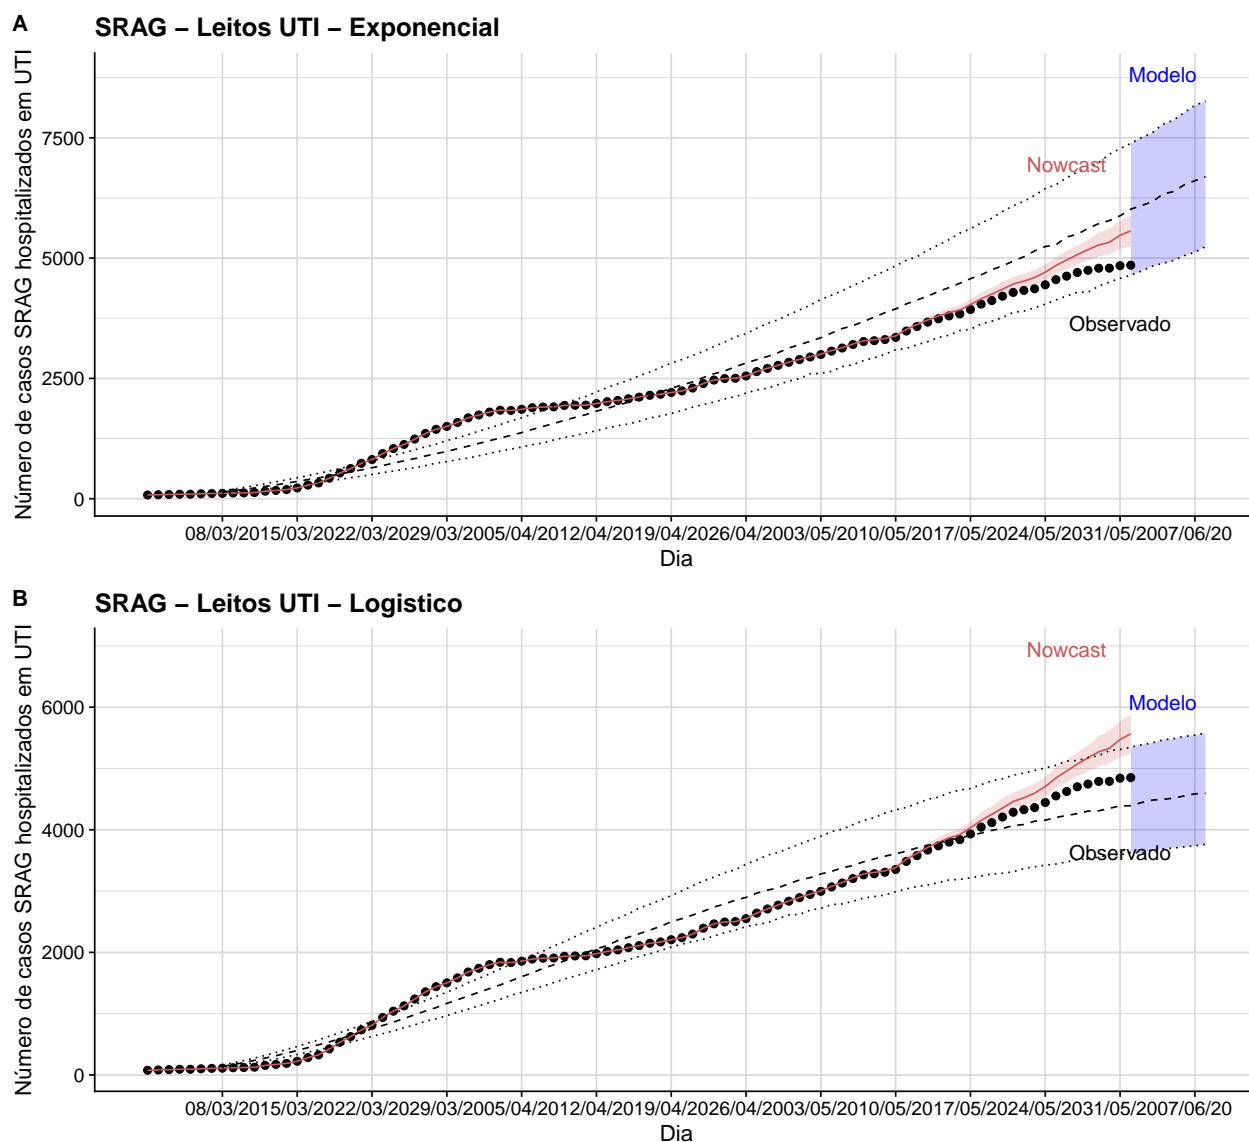 A
SRAG – Leitos UTI – Exponencial
Número de casos SRAG hospitalizados em UTI
7500
5000
2500
0
Modelo
Nowcast
Observado
08/03/2015/03/2022/03/2029/03/2005/04/2012/04/2019/04/2026/04/2003/05/2010/05/2017/05/2024/05/2031/05/2007/06/20
Dia
B
SRAG – Leitos UTI – Logistico
Número de casos SRAG hospitalizados em UTI
6000
4000
2000
0
Nowcast
Modelo
Observado
08/03/2015/03/2022/03/2029/03/2005/04/2012/04/2019/04/2026/04/2003/05/2010/05/2017/05/2024/05/2031/05/2007/06/20
Dia